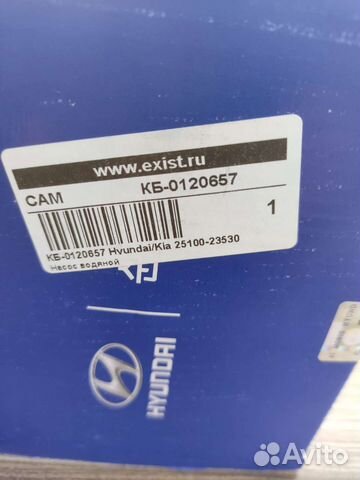 www.exist.ru
САМ КБ-0120657
1
КБ-0120657 Hyundai/Kia 25100-23530
Насос водяной
HYUNDAI
Avito